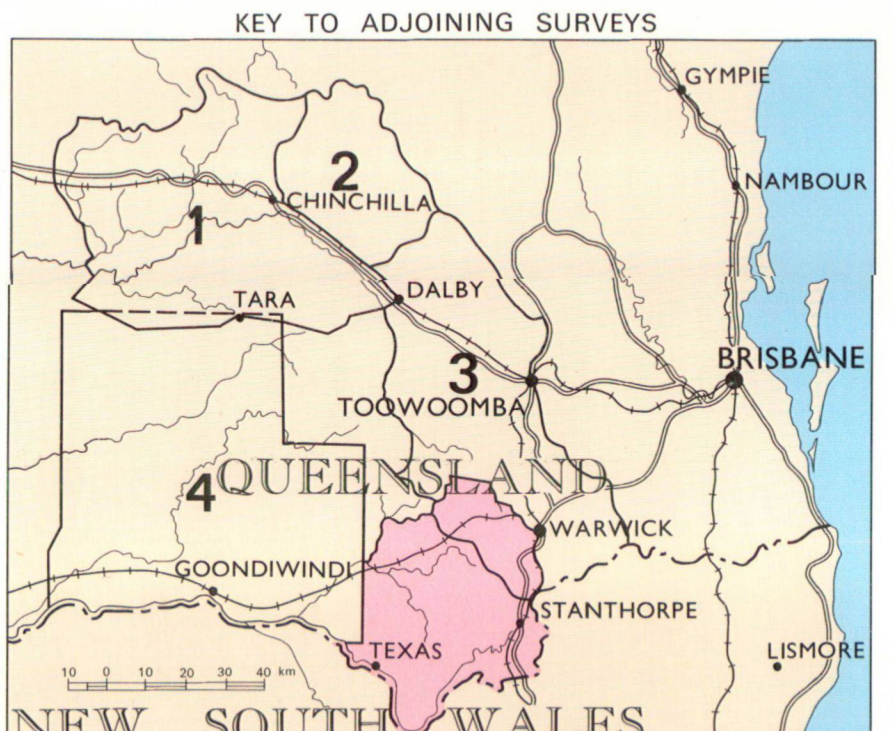 KEY TO ADJOINING SURVEYS
GYMPIE
2
NAMBOUR
CHINCHILLA
1
DALBY
TARA
BRISBANE
3
TOOWOOMBA
QUEENSLAND
4
WARWICK
GOONDIWINDI
STANTHORPE
TEXAS
LISMORE
10 0 10 20 30 40 km
NEW SOUTH WALES